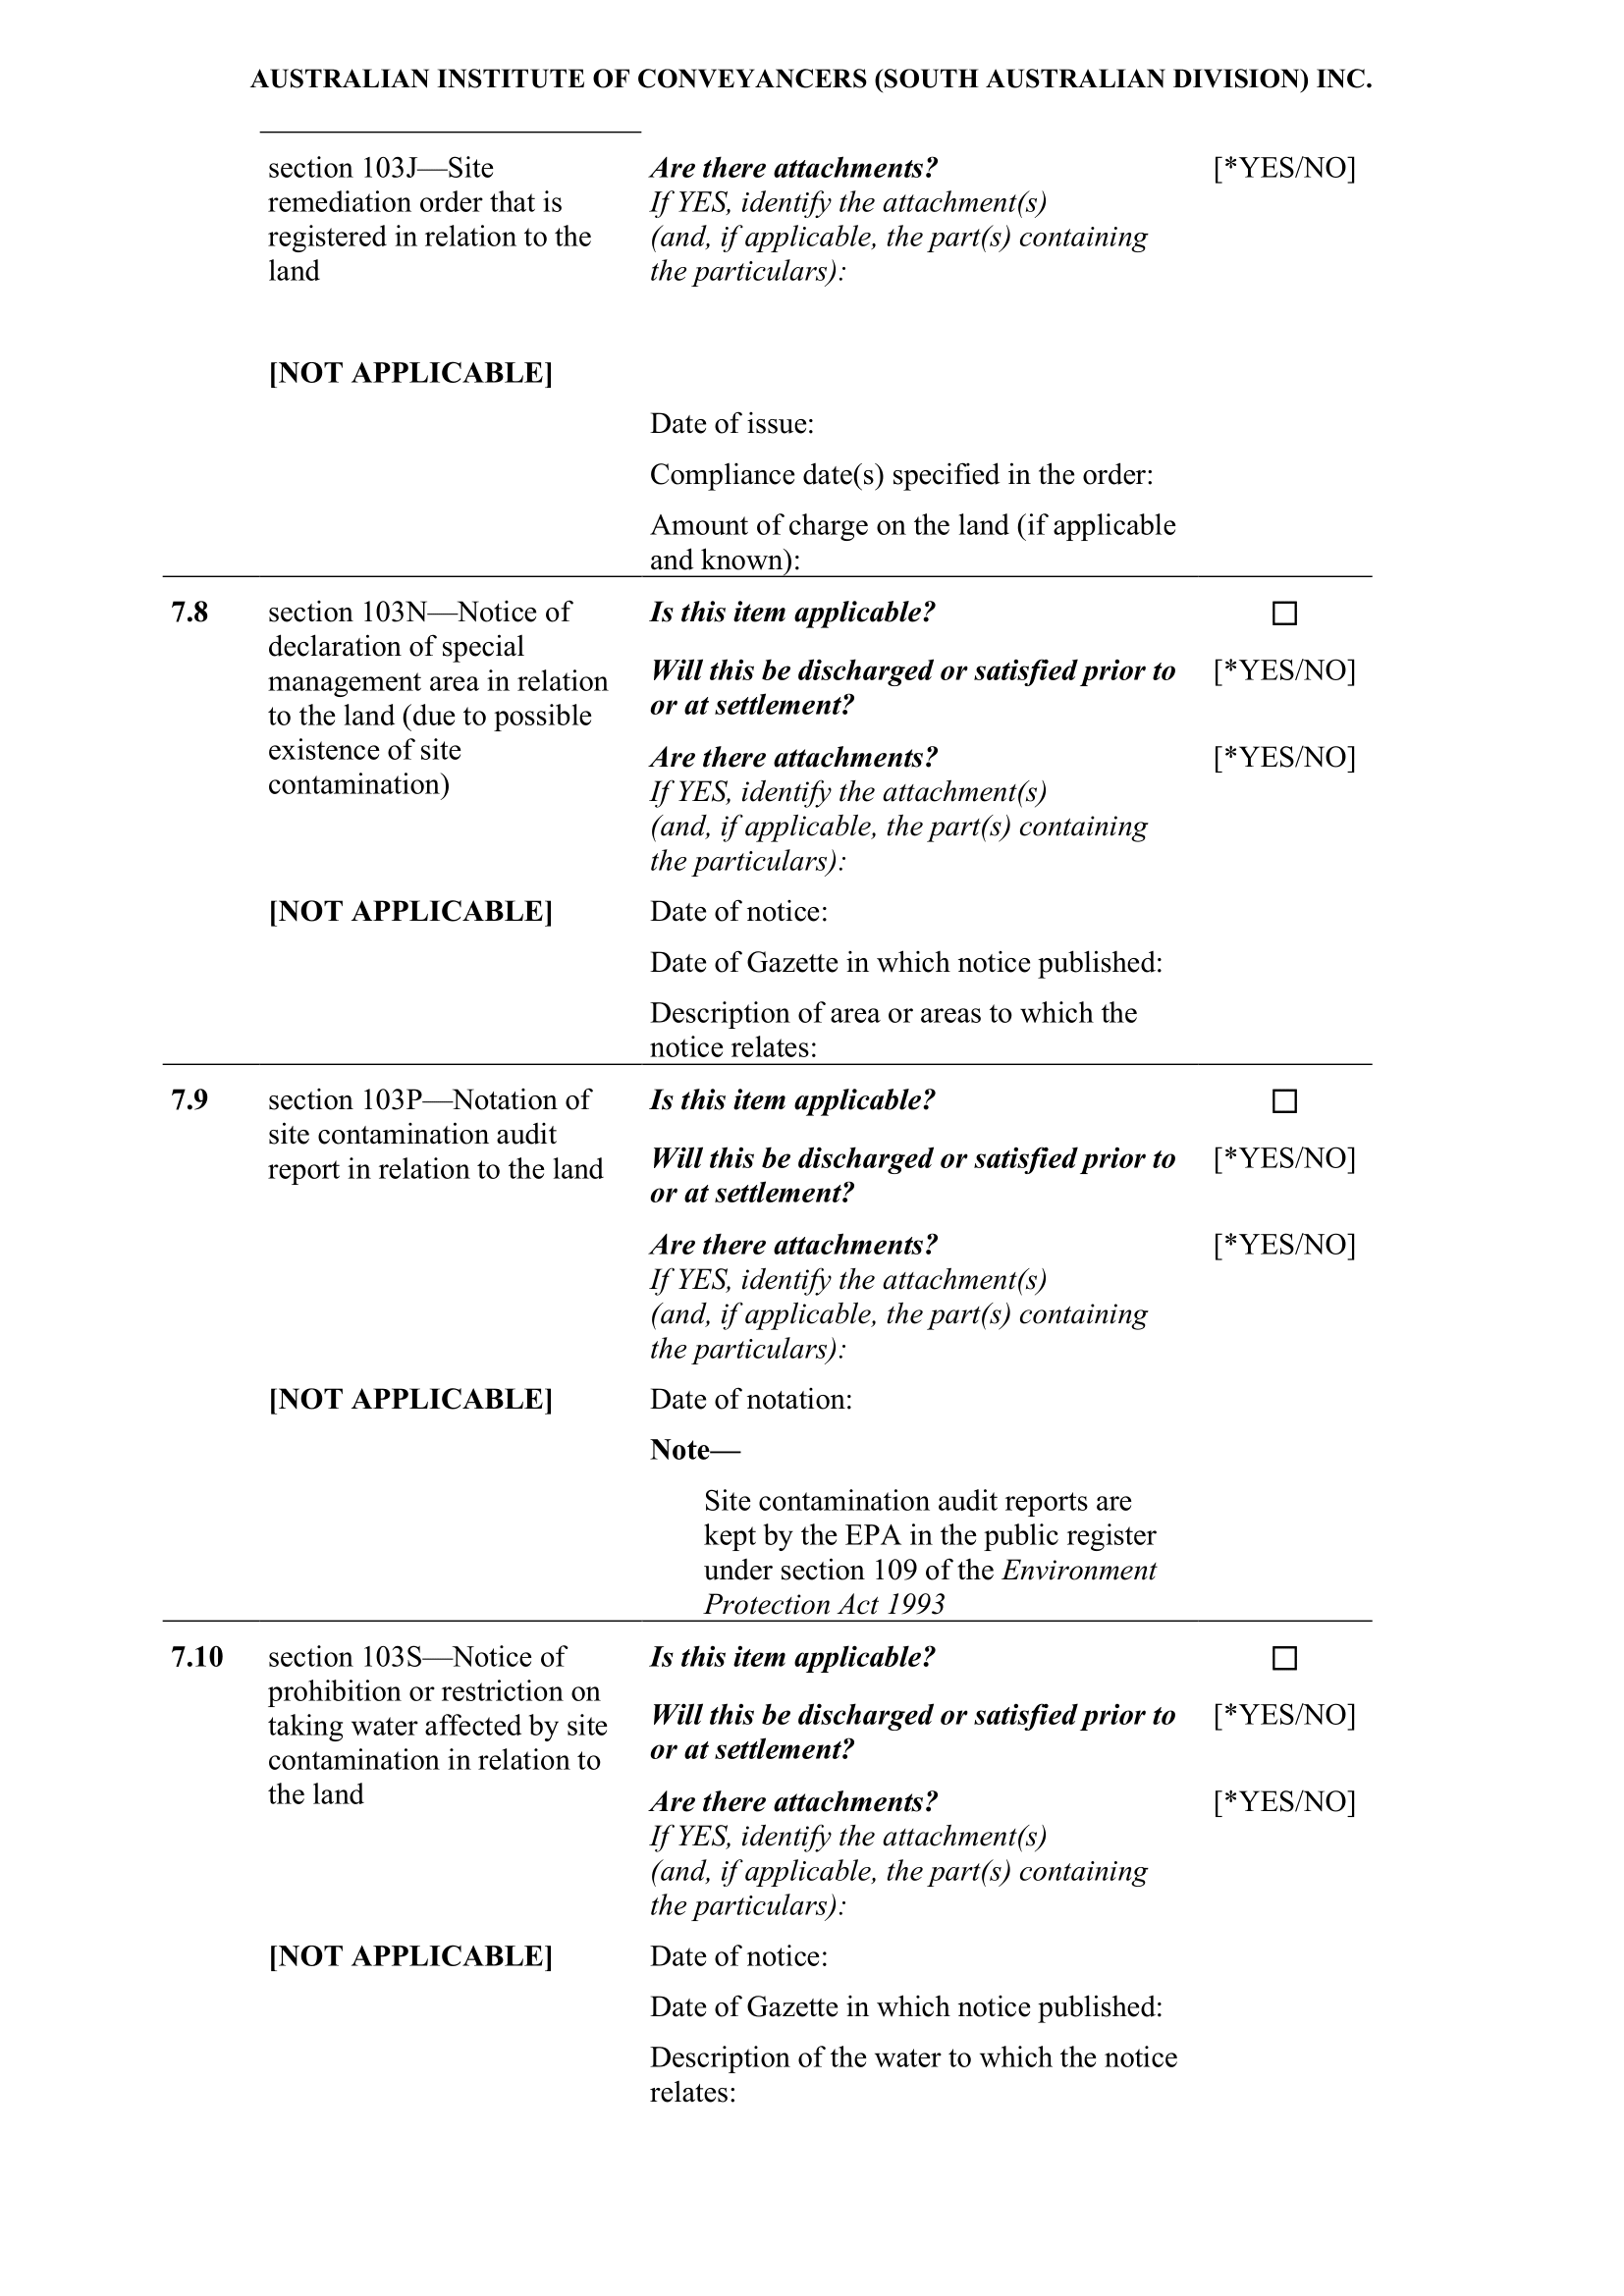 AUSTRALIAN INSTITUTE OF CONVEYANCERS (SOUTH AUSTRALIAN DIVISION) INC.
section 103J—Site
remediation order that is
registered in relation to the
land
[NOT APPLICABLE]
Are there attachments? [*YES/NO]
If YES, identify the attachment(s)
(and, if applicable, the part(s) containing
the particulars):
Date of issue:
Compliance date(s) specified in the order:
Amount of charge on the land (if applicable
and known):
7.8
section 103N—Notice of
declaration of special
management area in relation
to the land (due to possible
existence of site
contamination)
[NOT APPLICABLE]
Is this item applicable? ☐
Will this be discharged or satisfied prior to [*YES/NO]
or at settlement?
Are there attachments? [*YES/NO]
If YES, identify the attachment(s)
(and, if applicable, the part(s) containing
the particulars):
Date of notice:
Date of Gazette in which notice published:
Description of area or areas to which the
notice relates:
7.9
section 103P—Notation of
site contamination audit
report in relation to the land
[NOT APPLICABLE]
Is this item applicable? ☐
Will this be discharged or satisfied prior to [*YES/NO]
or at settlement?
Are there attachments? [*YES/NO]
If YES, identify the attachment(s)
(and, if applicable, the part(s) containing
the particulars):
Date of notation:
Note—
Site contamination audit reports are
kept by the EPA in the public register
under section 109 of the Environment
Protection Act 1993
7.10
section 103S—Notice of
prohibition or restriction on
taking water affected by site
contamination in relation to
the land
[NOT APPLICABLE]
Is this item applicable? ☐
Will this be discharged or satisfied prior to [*YES/NO]
or at settlement?
Are there attachments? [*YES/NO]
If YES, identify the attachment(s)
(and, if applicable, the part(s) containing
the particulars):
Date of notice:
Date of Gazette in which notice published:
Description of the water to which the notice
relates: